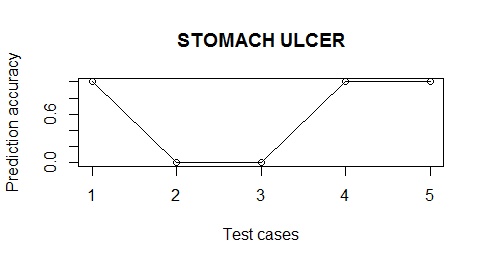 STOMACH ULCER
Prediction accuracy
0.6
0.0
1 2 3 4 5
Test cases